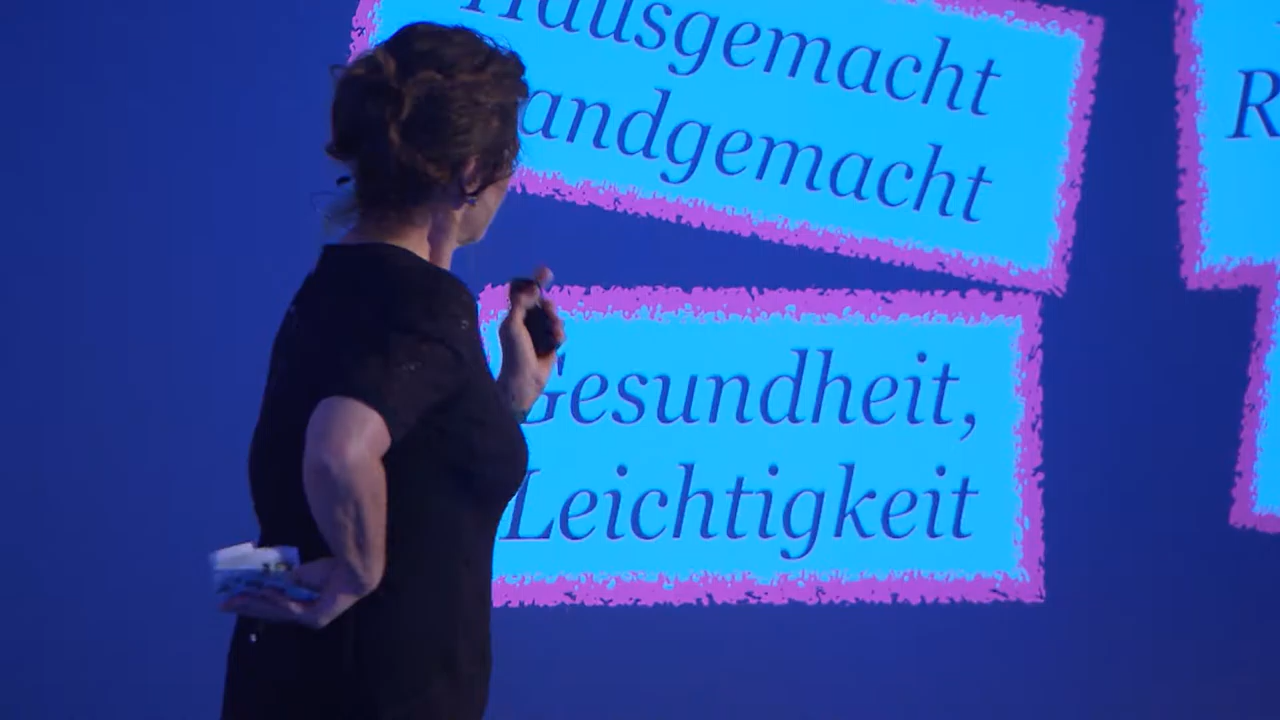 Hausgemacht
andgemacht
Gesundheit,
Leichtigkeit
R